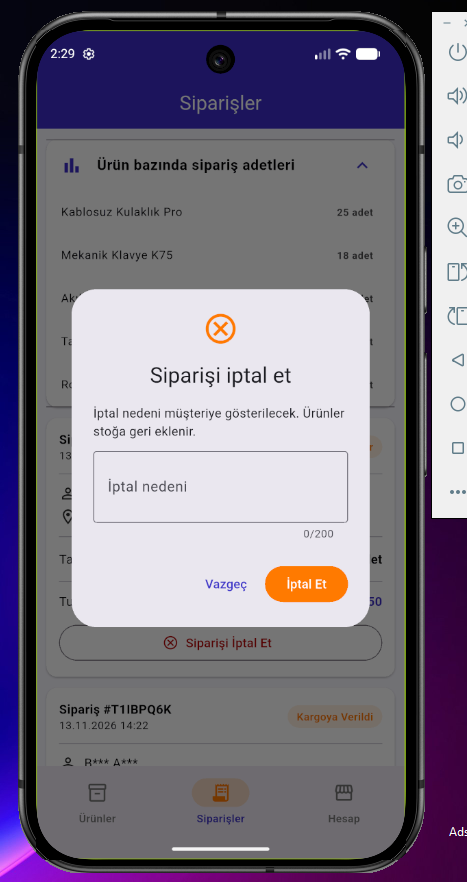 2:29
Siparişler
Ürün bazında sipariş adetleri
Kablosuz Kulaklık Pro
25 adet
Mekanik Klavye K75
18 adet
Siparişi iptal et
İptal nedeni müşteriye gösterilecek. Ürünler
stoğa geri eklenir.
İptal nedeni
0/200
Vazgeç
İptal Et
Siparişi İptal Et
Sipariş #T1IBPQ6K
13.11.2026 14:22
Kargoya Verildi
B*** A***
Ürünler
Siparişler
Hesap